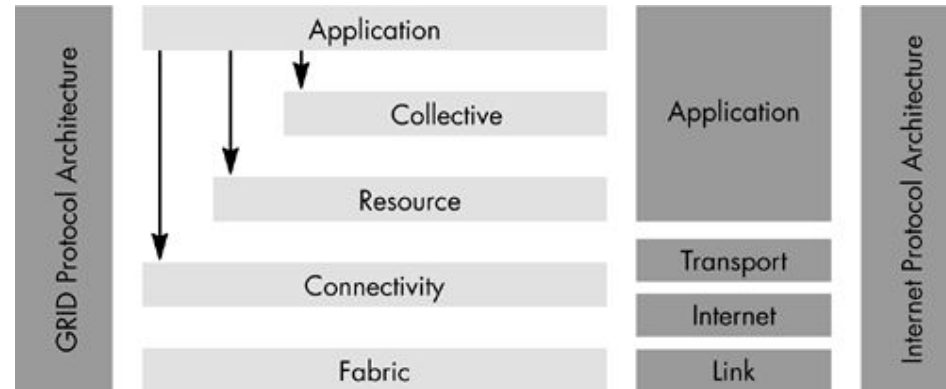 GRID Protocol Architecture
Application
Collective
Resource
Connectivity
Fabric
Application
Transport
Internet
Link
Internet Protocol Architecture